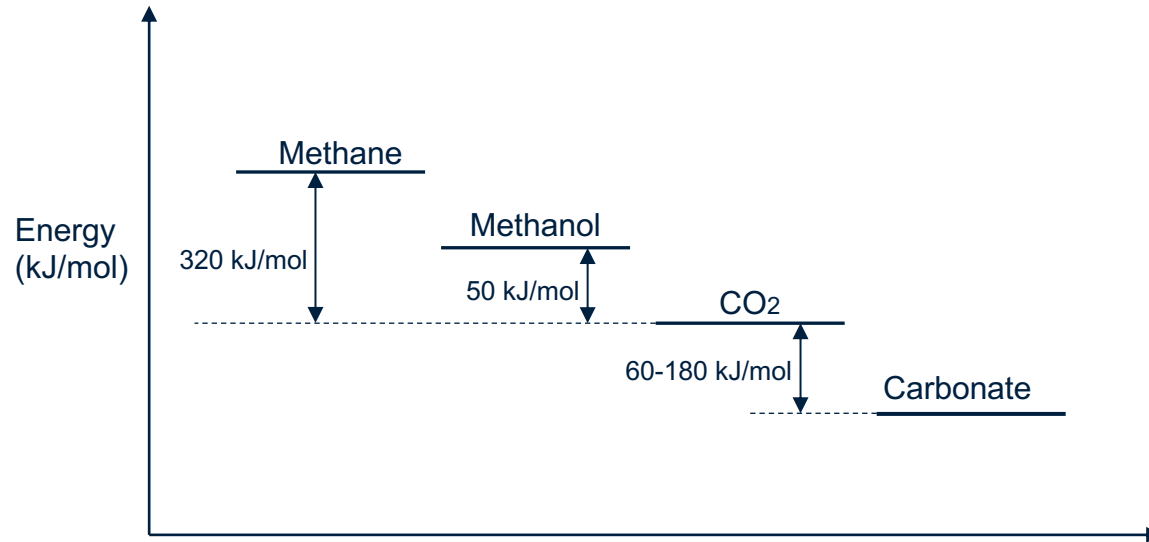 Methane
Methanol
Energy
(kJ/mol)
320 kJ/mol
50 kJ/mol
CO2
60-180 kJ/mol
Carbonate